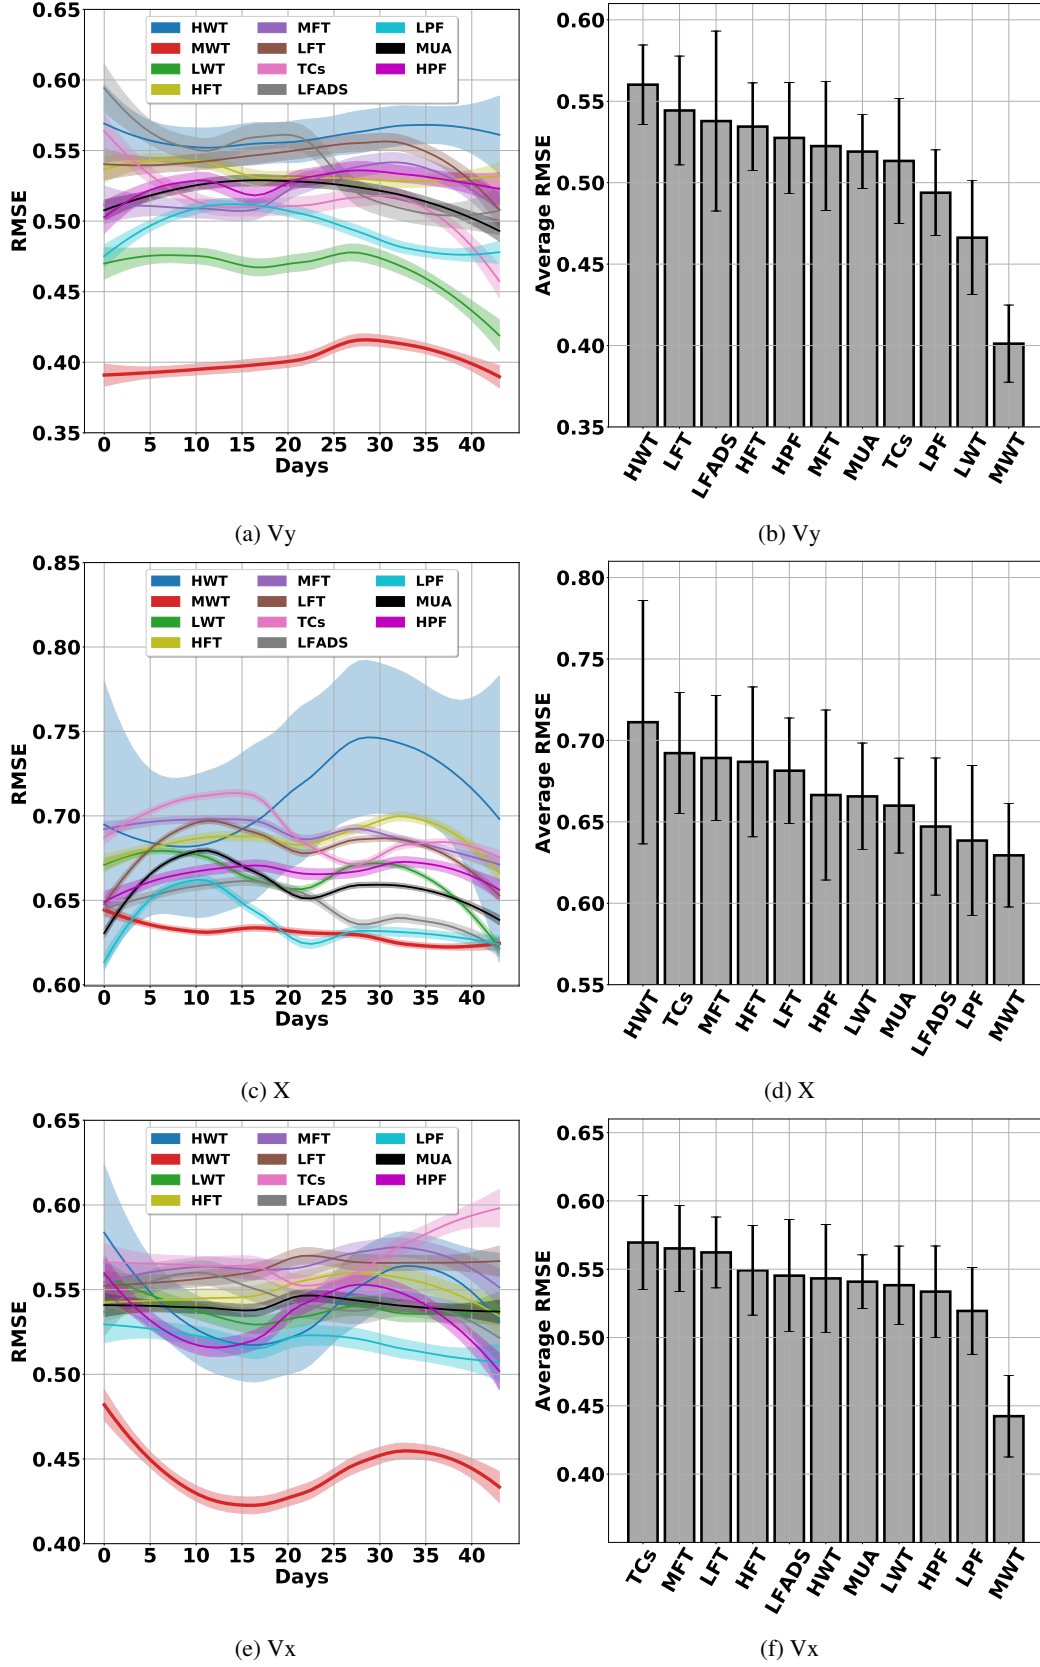 0.65
0.60
0.55
0.50
0.45
0.40
0.35
RMSE
HWT
MWT
LWT
HFT
MFT
LFT
TCs
LFADS
LPF
MUA
HPF
0 5 10 15 20 25 30 35 40
Days
(a) Vy
0.60
0.55
0.50
0.45
0.40
0.35
Average RMSE
HWT LFT LFADS HFT HPF MFT MUA TCs LPF LWT MWT
(b) Vy
0.85
0.80
0.75
0.70
0.65
0.60
RMSE
HWT
MWT
LWT
HFT
MFT
LFT
TCs
LFADS
LPF
MUA
HPF
0 5 10 15 20 25 30 35 40
Days
(c) X
0.80
0.75
0.70
0.65
0.60
0.55
Average RMSE
HWT TCs MFT HFT LFT HPF LWT MUA LFADS LPF MWT
(d) X
0.65
0.60
0.55
0.50
0.45
0.40
RMSE
HWT
MWT
LWT
HFT
MFT
LFT
TCs
LFADS
LPF
MUA
HPF
0 5 10 15 20 25 30 35 40
Days
(e) Vx
0.65
0.60
0.55
0.50
0.45
0.40
Average RMSE
TCs MFT LFT HFT LFADS HWT MUA LWT HPF LPF MWT
(f) Vx